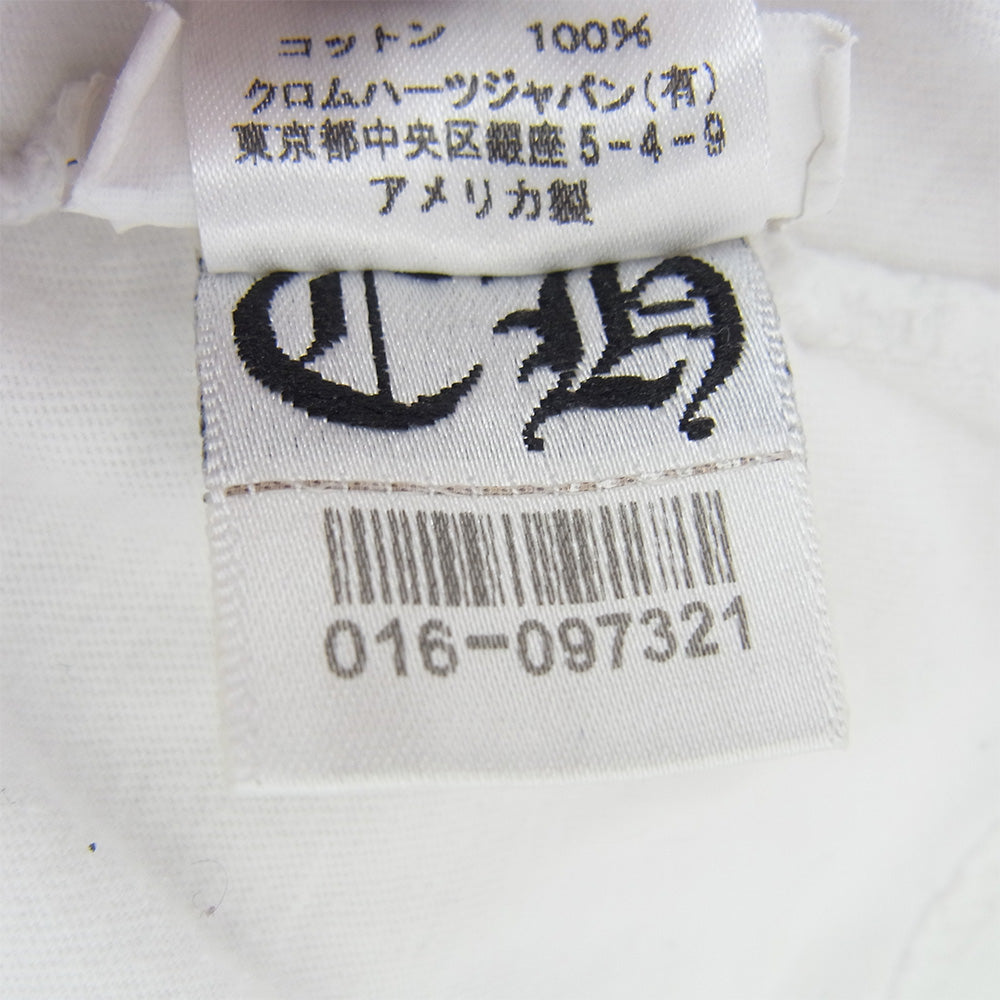 コットン 100%
クロムハーツジャパン(有)
東京都中央区銀座5-4-9
アメリカ製
CH
016-097321